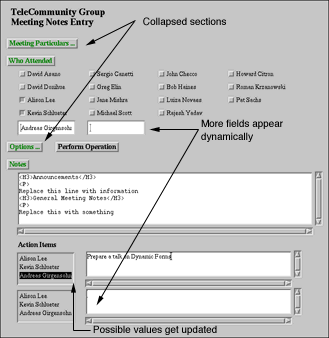 TeleCommunity Group
Meeting Notes Entry
Collapsed sections
Meeting Particulars ...
Who Attended
David Asano Sergio Canetti John Checco Howard Citron
David Donihue Greg Elin Bob Haines Roman Krzanowski
Alison Lee Jane Mishra Luiza Novaes Pat Sachs
Kevin Schlueter Michael Scott Rajesh Yadav
Andreas Girgensohn
More fields appear
dynamically
Options ... Perform Operation
Notes
<H3>Announcements</H3>
<P>
Replace this line with information
<H3>General Meeting Notes</H3>
<P>
Replace this with something
Action Items
Alison Lee
Kevin Schlueter
Andreas Girgensohn
Prepare a talk on Dynamic Forms
Alison Lee
Kevin Schlueter
Andreas Girgensohn
Possible values get updated